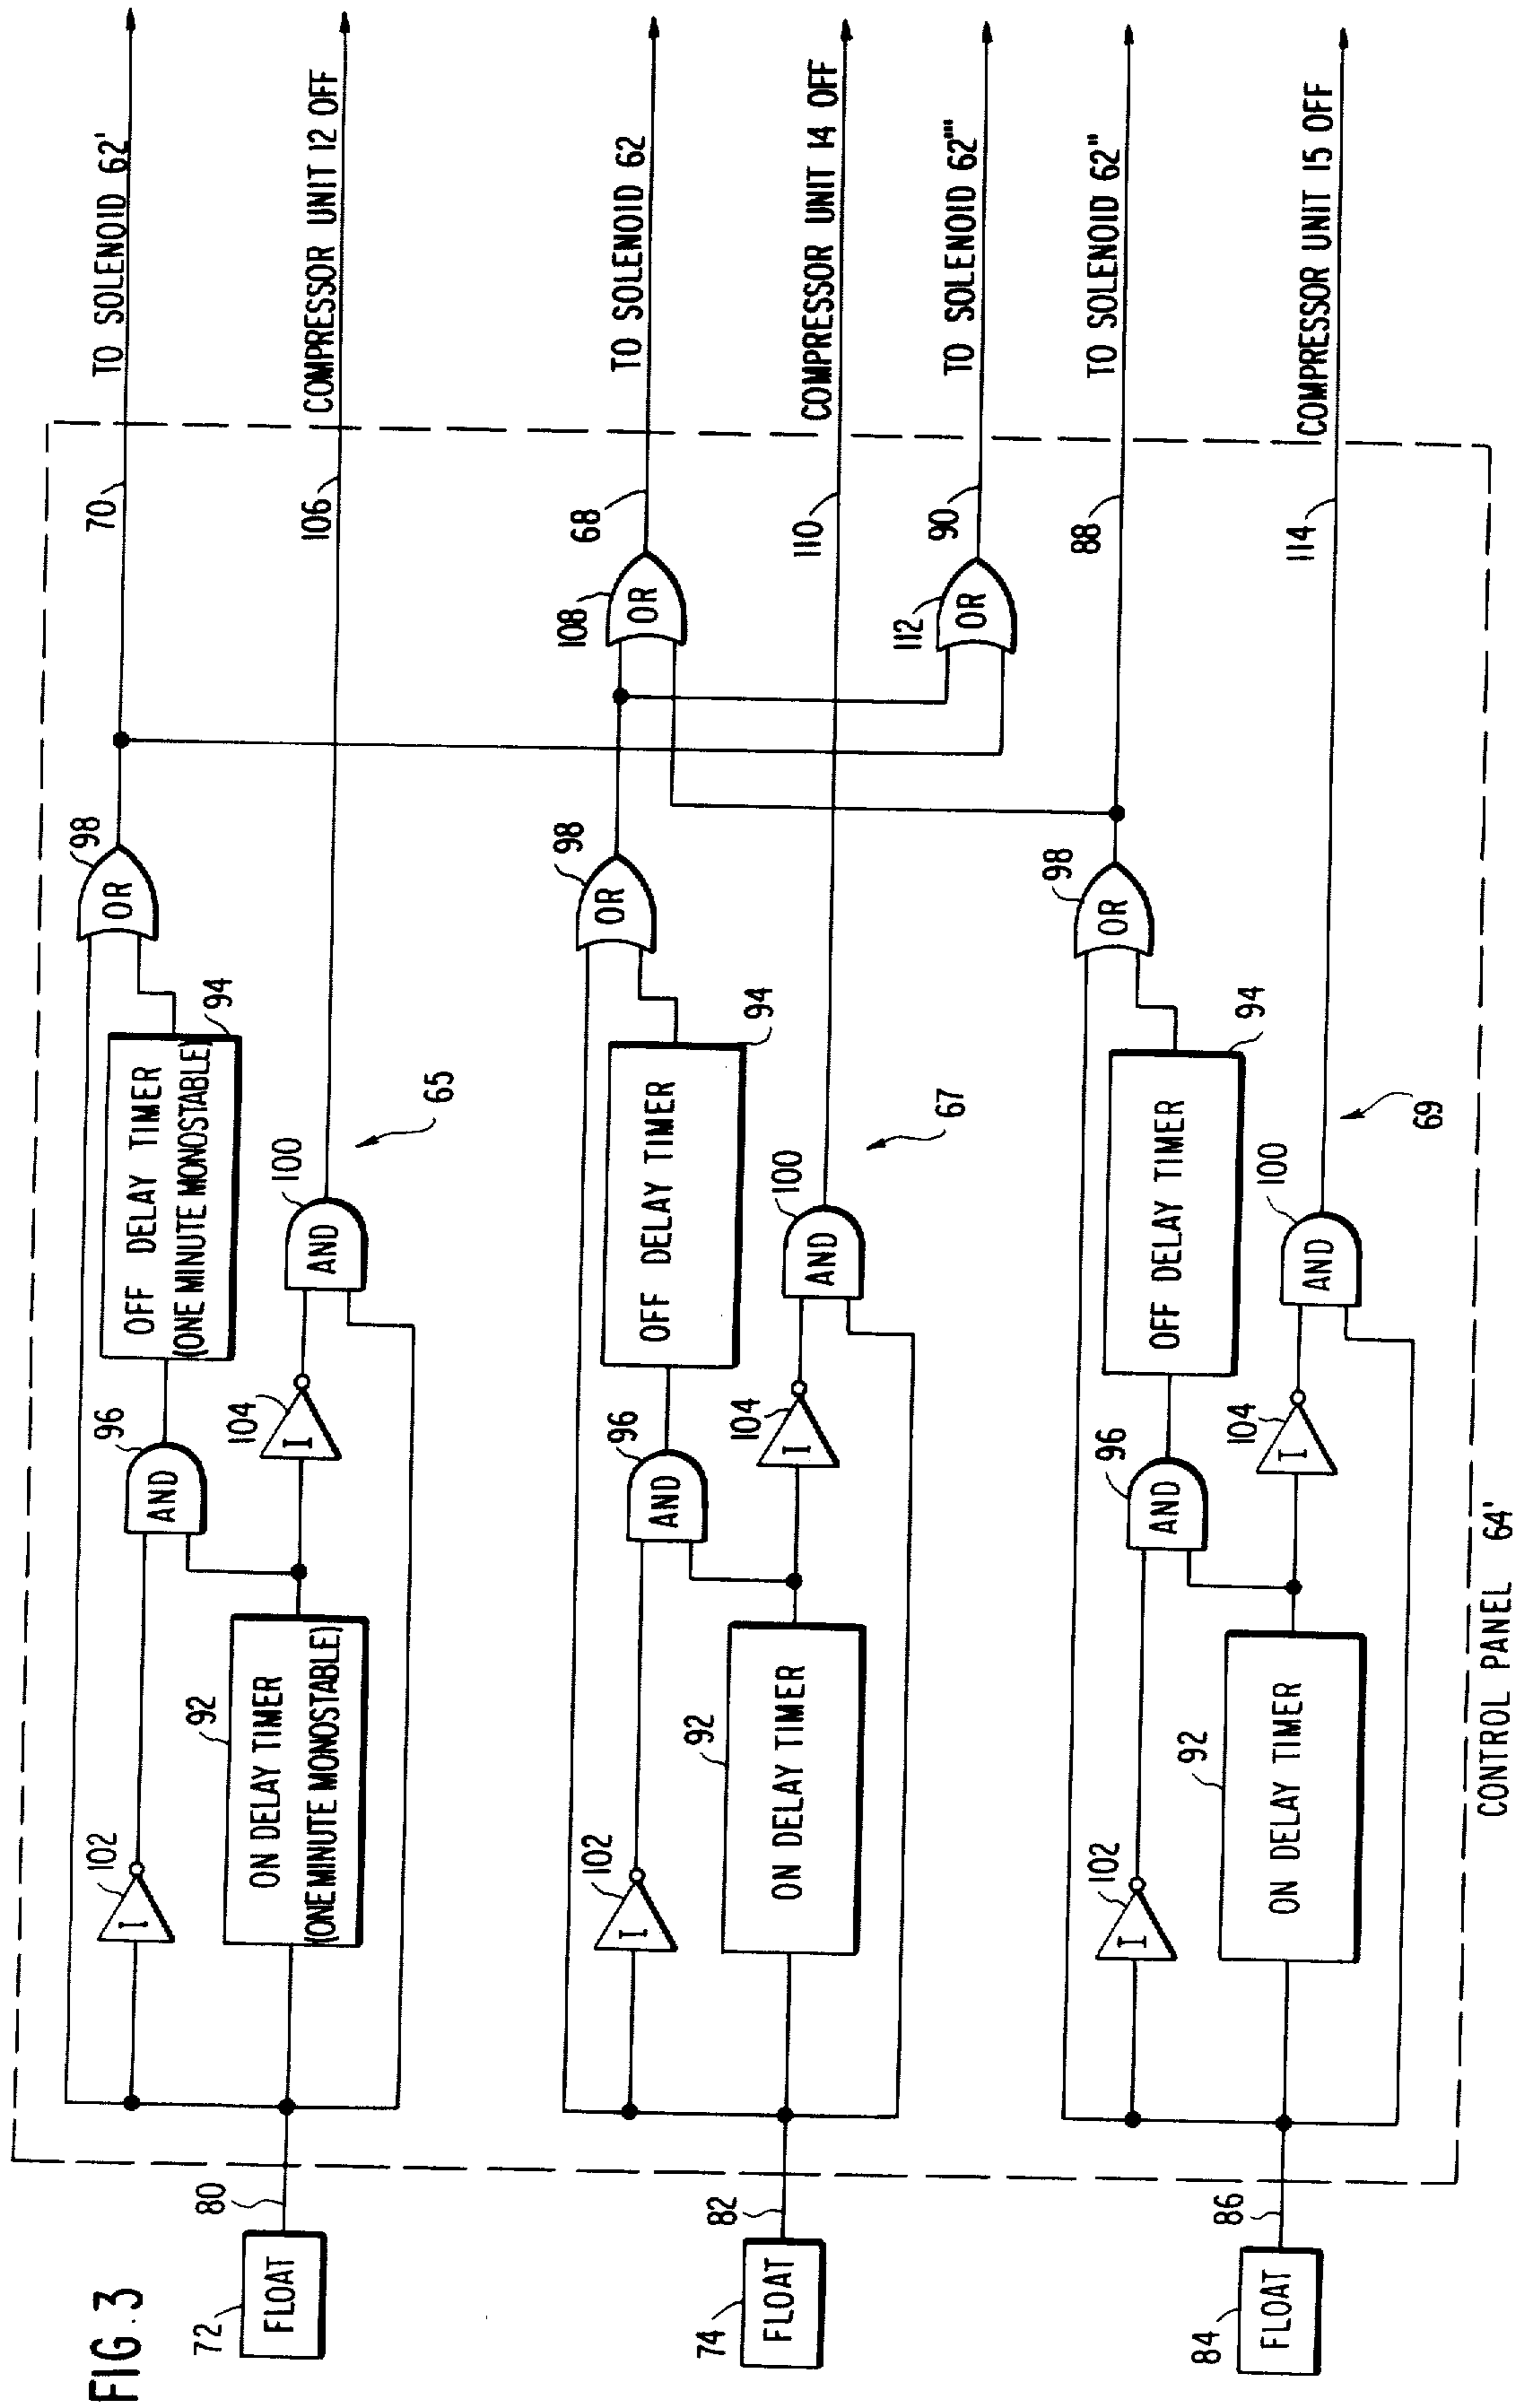 FIG.3
72
FLOAT
80
102
I
92
ON DELAY TIMER
(ONE MINUTE MONOSTABLE)
96
AND
104
I
OFF DELAY TIMER
(ONE MINUTE MONOSTABLE)
94
100
AND
65
98
OR
70
TO SOLENOID 62'
106
COMPRESSOR UNIT 12 OFF
74
FLOAT
82
102
I
92
ON DELAY TIMER
96
AND
104
I
OFF DELAY TIMER
94
100
AND
67
98
OR
108
OR
68
TO SOLENOID 62
110
COMPRESSOR UNIT 14 OFF
112
OR
90
TO SOLENOID 62'''
84
FLOAT
86
102
I
92
ON DELAY TIMER
96
AND
104
I
OFF DELAY TIMER
94
100
AND
69
98
OR
88
TO SOLENOID 62''
114
COMPRESSOR UNIT 15 OFF
CONTROL PANEL 64'